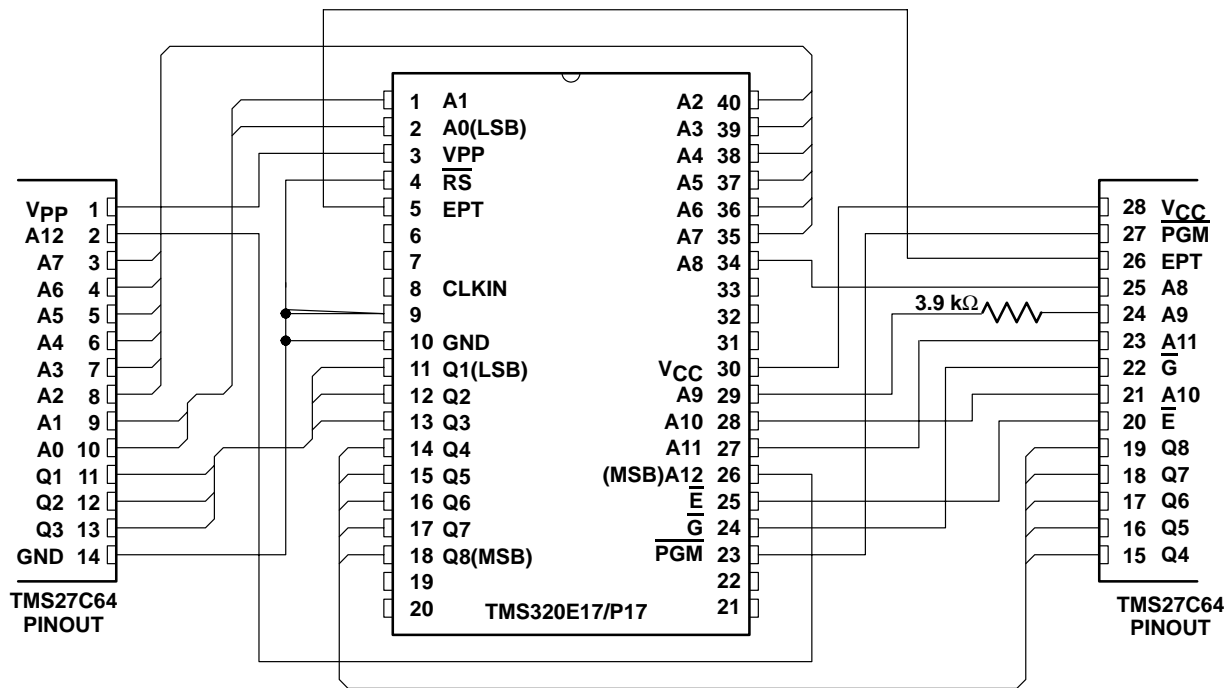 VPP 1
A12 2
A7 3
A6 4
A5 5
A4 6
A3 7
A2 8
A1 9
A0 10
Q1 11
Q2 12
Q3 13
GND 14
TMS27C64
PINOUT
1 A1
2 A0(LSB)
3 VPP
4 RS
5 EPT
6
7
8 CLKIN
9
10 GND
11 Q1(LSB)
12 Q2
13 Q3
14 Q4
15 Q5
16 Q6
17 Q7
18 Q8(MSB)
19
20
A2 40
A3 39
A4 38
A5 37
A6 36
A7 35
A8 34
33
32
31
VCC 30
A9 29
A10 28
A11 27
(MSB)A12 26
E 25
G 24
PGM 23
22
21
TMS320E17/P17
3.9 kΩ
28 VCC
27 PGM
26 EPT
25 A8
24 A9
23 A11
22 G
21 A10
20 E
19 Q8
18 Q7
17 Q6
16 Q5
15 Q4
TMS27C64
PINOUT